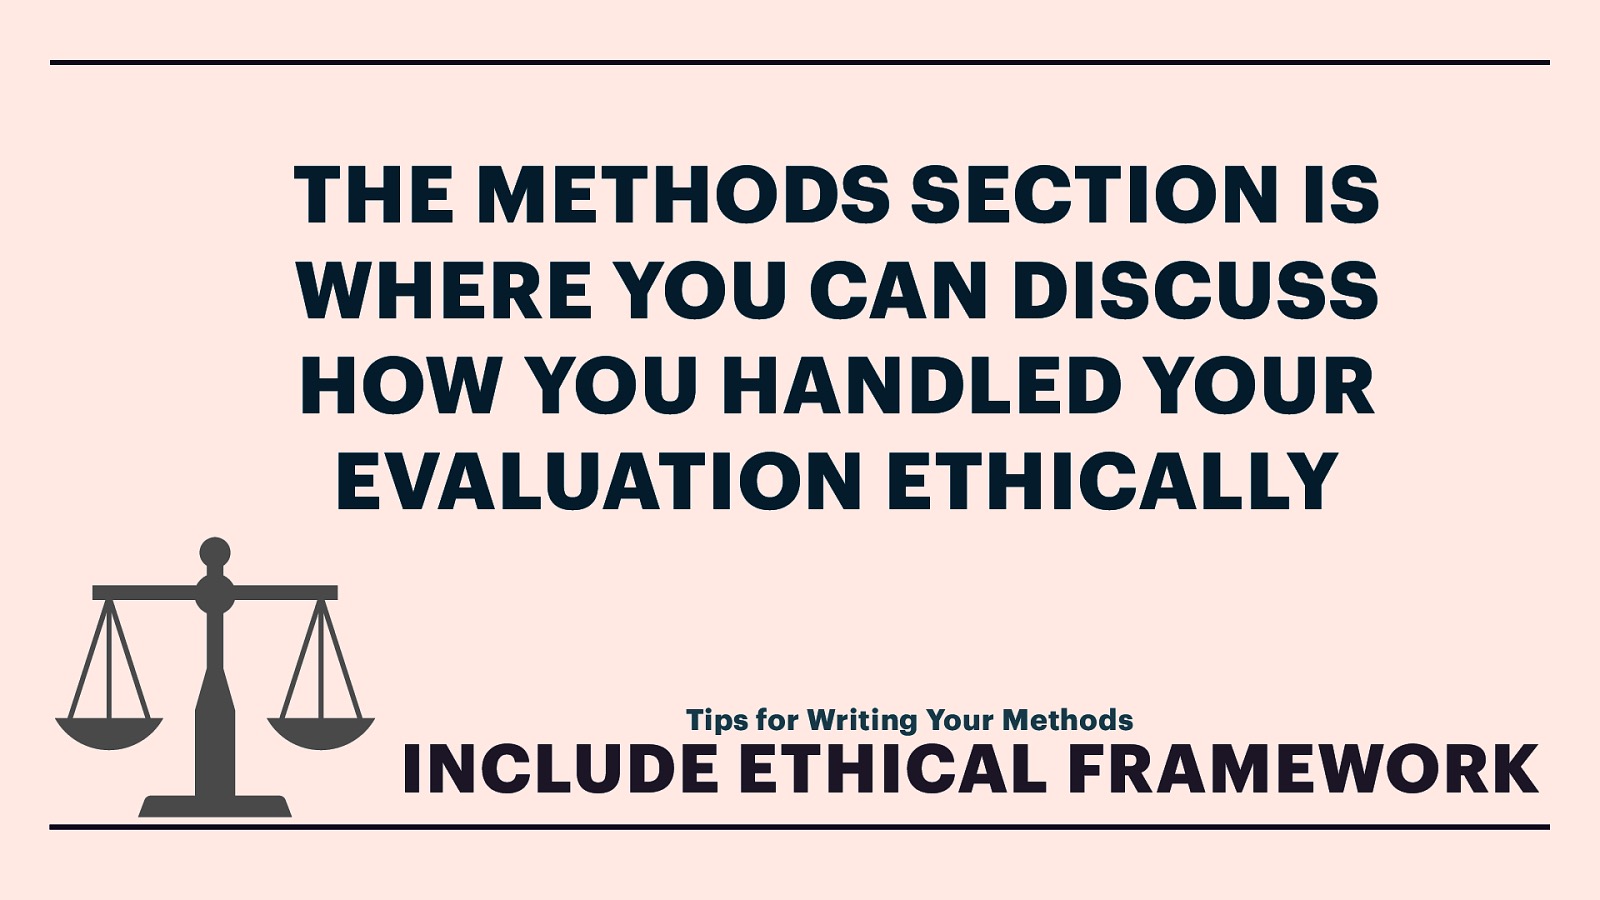 THE METHODS SECTION IS
WHERE YOU CAN DISCUSS
HOW YOU HANDLED YOUR
EVALUATION ETHICALLY
Tips for Writing Your Methods
INCLUDE ETHICAL FRAMEWORK